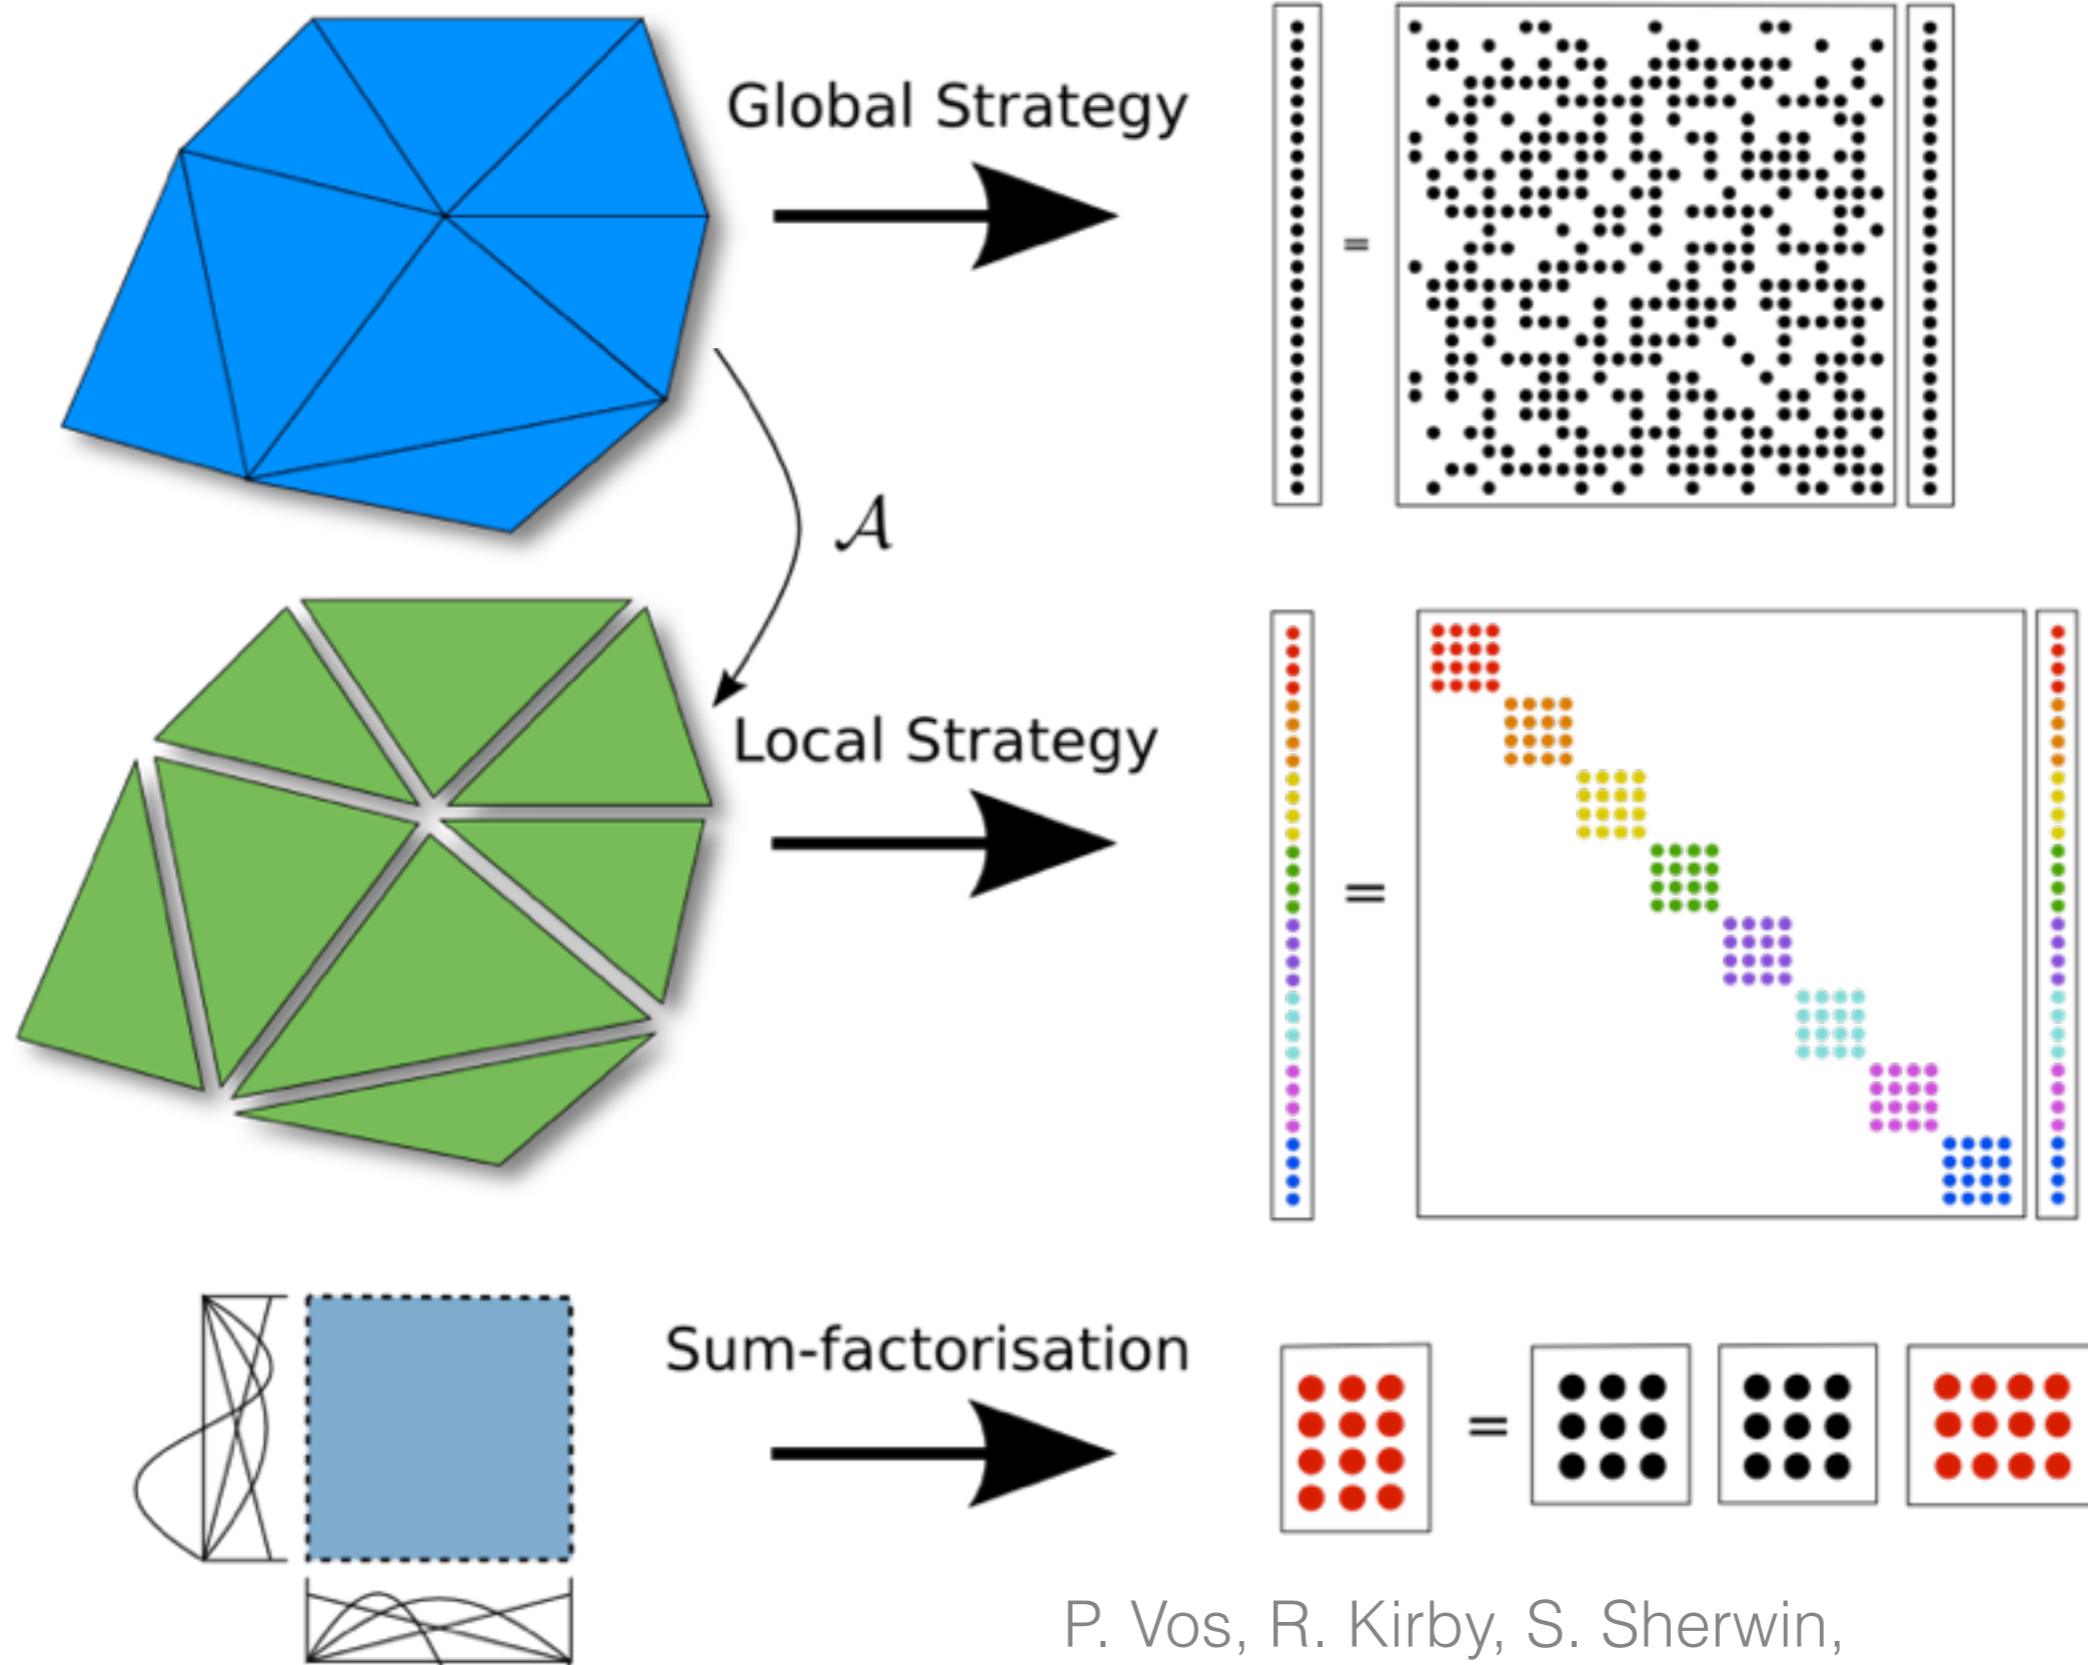 Global Strategy
=
𝒜
Local Strategy
=
Sum-factorisation
=
P. Vos, R. Kirby, S. Sherwin,